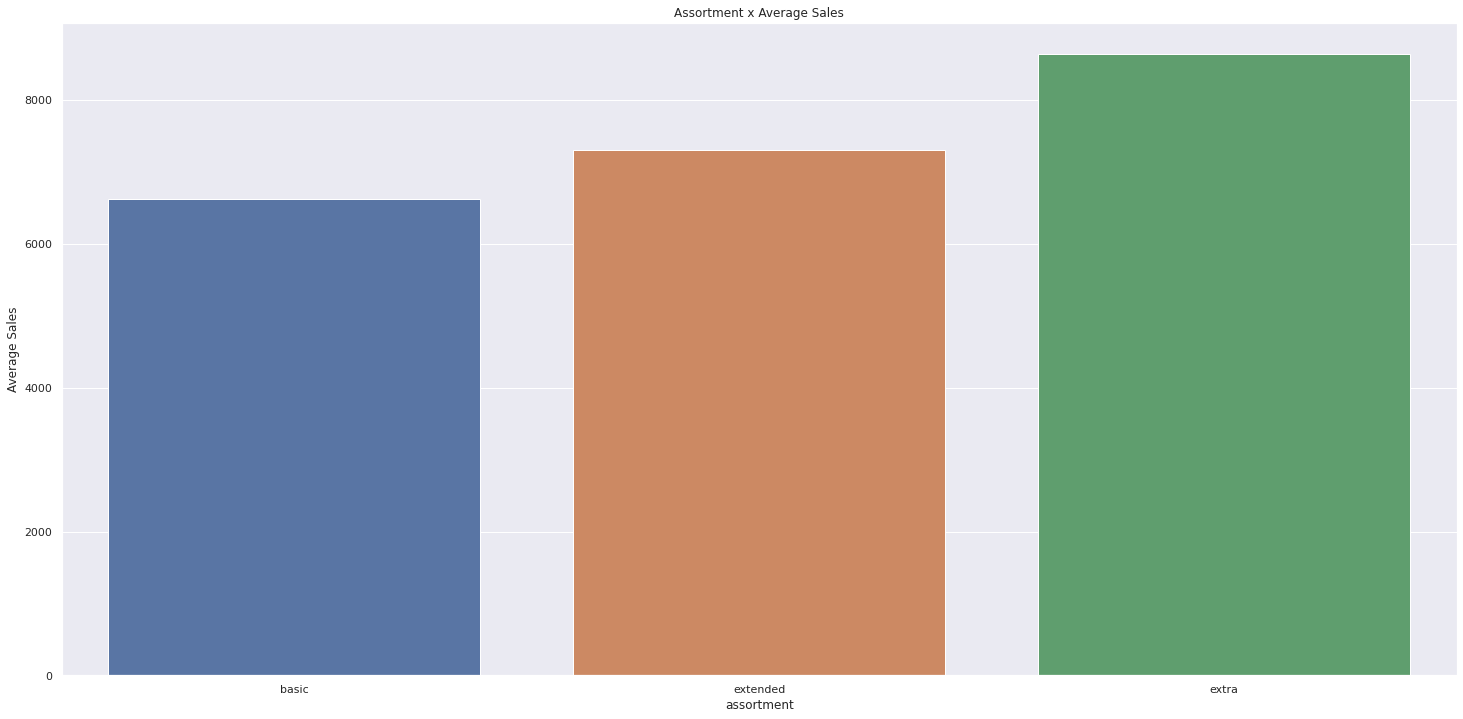 Assortment x Average Sales
8000
6000
4000
2000
0
Average Sales
basic
extended
extra
assortment